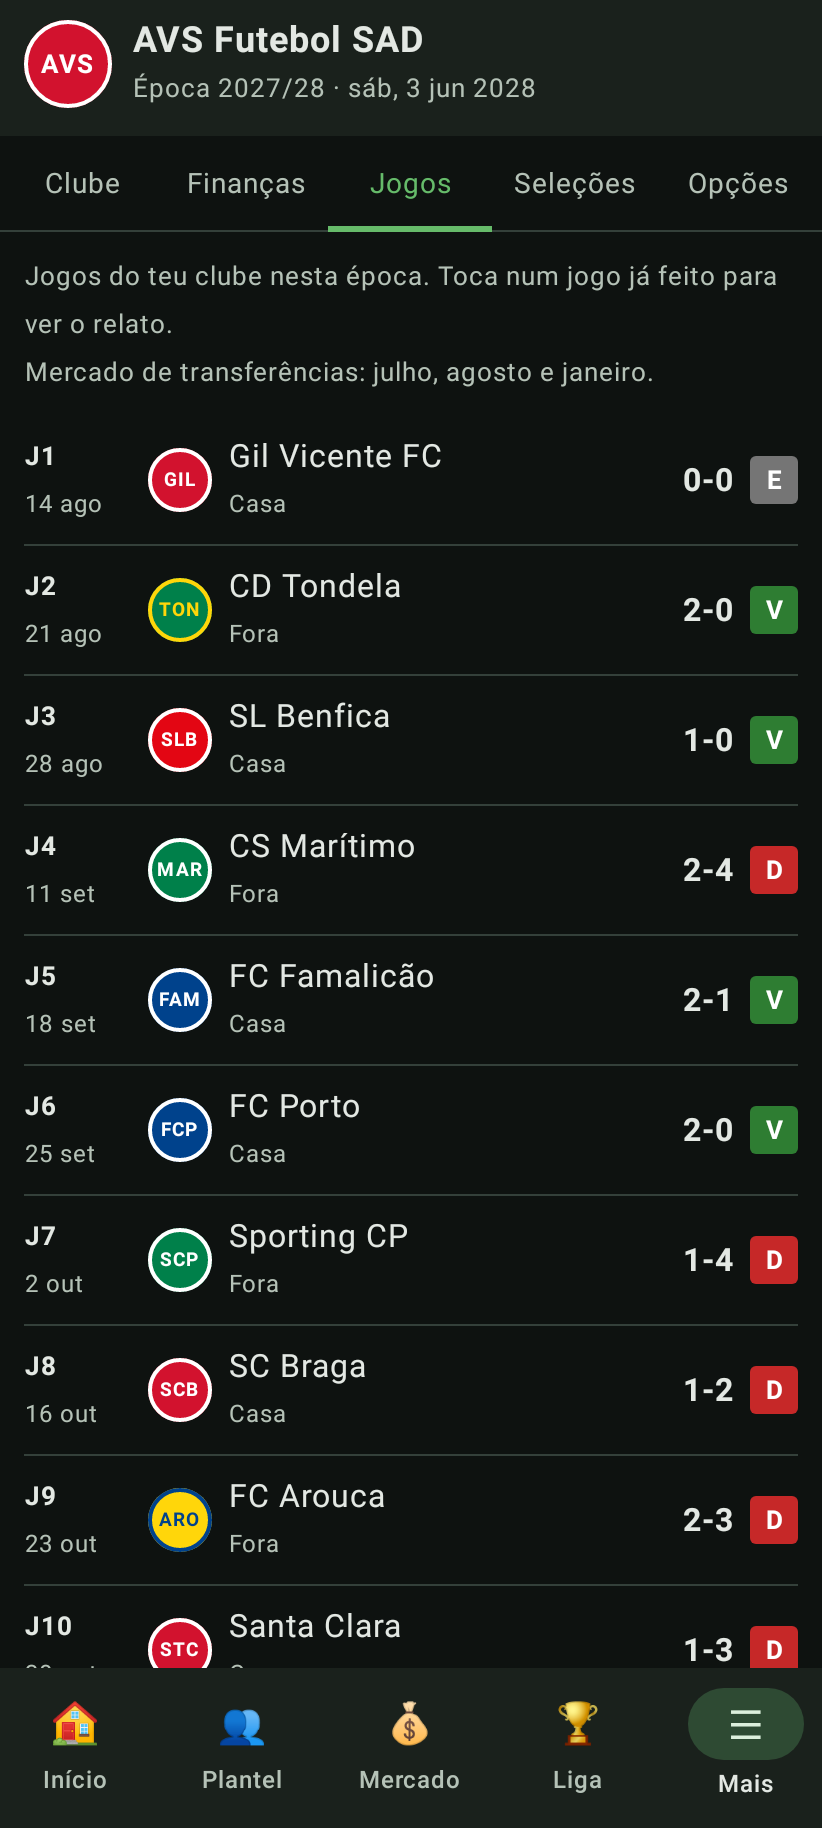 AVS
AVS Futebol SAD
Época 2027/28 · sáb, 3 jun 2028
Clube
Finanças
Jogos
Seleções
Opções
Jogos do teu clube nesta época. Toca num jogo já feito para
ver o relato.
Mercado de transferências: julho, agosto e janeiro.
J1
14 ago
GIL
Gil Vicente FC
Casa
0-0
E
J2
21 ago
TON
CD Tondela
Fora
2-0
V
J3
28 ago
SLB
SL Benfica
Casa
1-0
V
J4
11 set
MAR
CS Marítimo
Fora
2-4
D
J5
18 set
FAM
FC Famalicão
Casa
2-1
V
J6
25 set
FCP
FC Porto
Casa
2-0
V
J7
2 out
SCP
Sporting CP
Fora
1-4
D
J8
16 out
SCB
SC Braga
Casa
1-2
D
J9
23 out
ARO
FC Arouca
Fora
2-3
D
J10
STC
Santa Clara
1-3
D
Início
Plantel
Mercado
Liga
Mais